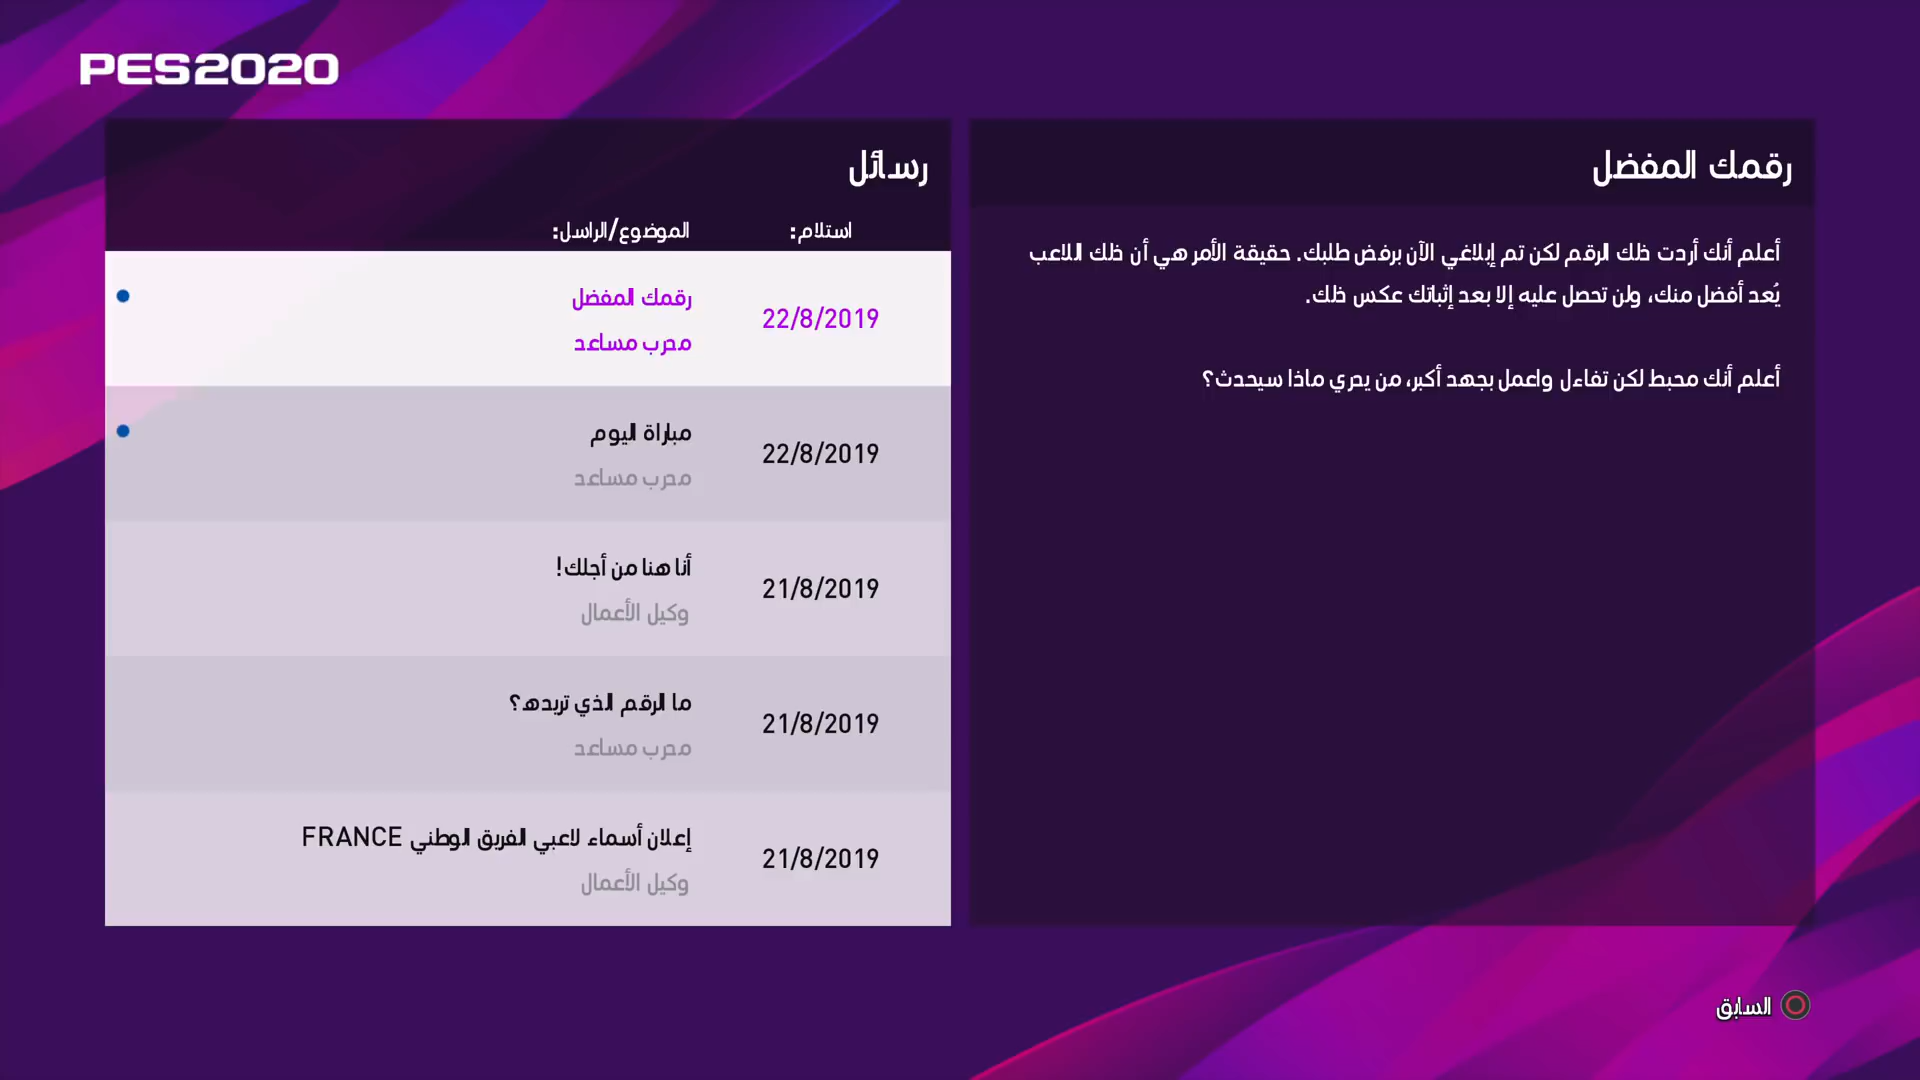 PES2020
رسائل
استلام: الموضوع/الراسل:
22/8/2019 رقمك المفضل
مدرب مساعد
22/8/2019 مباراة اليوم
مدرب مساعد
21/8/2019 أنا هنا من أجلك!
وكيل الأعمال
21/8/2019 ما الرقم الذي تريده؟
مدرب مساعد
21/8/2019 إعلان أسماء لاعبي الفريق الوطني FRANCE
وكيل الأعمال
رقمك المفضل
أعلم أنك أردت ذلك الرقم لكن تم إبلاغي الآن برفض طلبك. حقيقة الأمر هي أن ذلك اللاعب
يُعد أفضل منك، ولن تحصل عليه إلا بعد إثباتك عكس ذلك.
أعلم أنك محبط لكن تفاءل واعمل بجهد أكبر، من يدري ماذا سيحدث؟
السابق